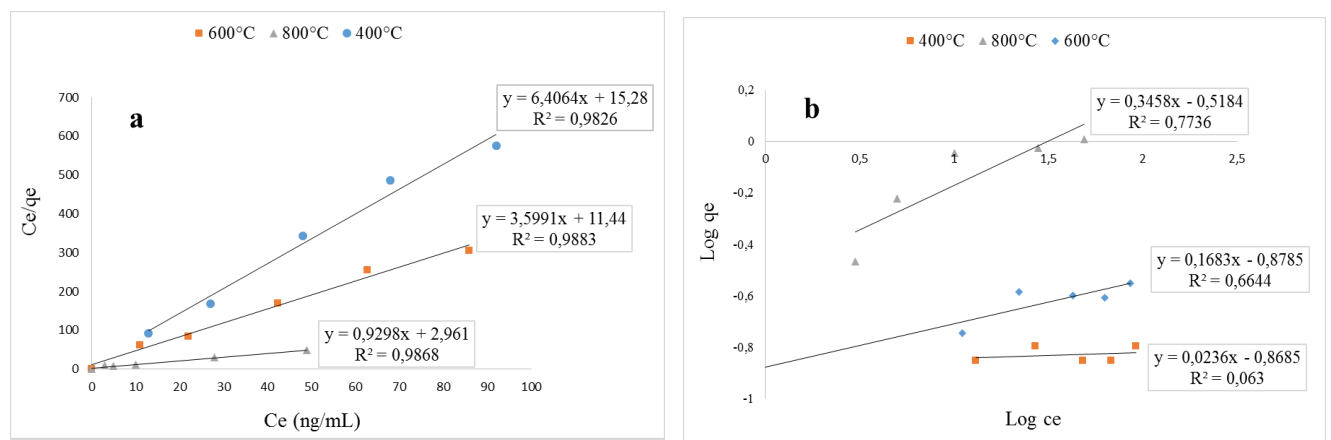 600°C 800°C 400°C
a
Ce/qe
700
600
500
400
300
200
100
0
0 10 20 30 40 50 60 70 80 90 100
Ce (ng/mL)
y = 6,4064x + 15,28
R² = 0,9826
y = 3,5991x + 11,44
R² = 0,9883
y = 0,9298x + 2,961
R² = 0,9868
400°C 800°C 600°C
b
Log qe
0,2
0
-0,2
-0,4
-0,6
-0,8
-1
0 0,5 1 1,5 2 2,5
Log ce
y = 0,3458x - 0,5184
R² = 0,7736
y = 0,1683x - 0,8785
R² = 0,6644
y = 0,0236x - 0,8685
R² = 0,063